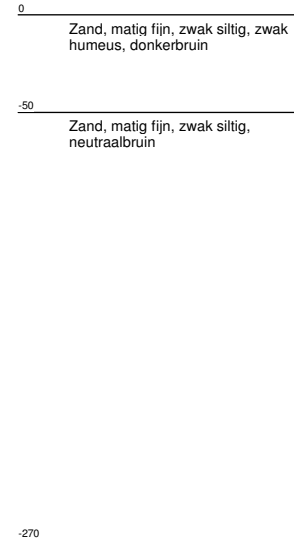 0
Zand, matig fijn, zwak siltig, zwak
humeus, donkerbruin
-50
Zand, matig fijn, zwak siltig,
neutraalbruin
-270